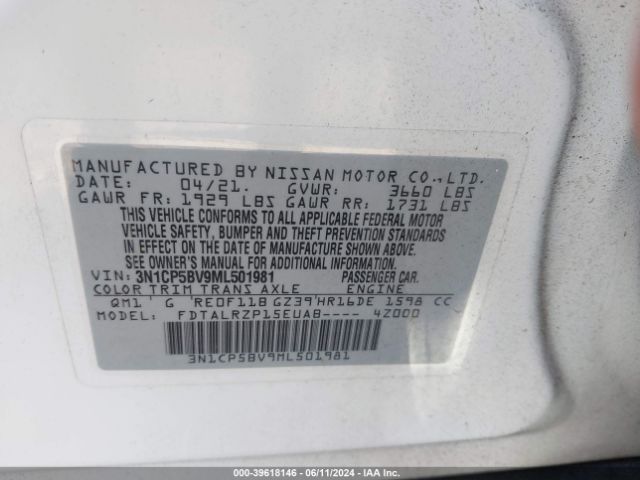 MANUFACTURED BY NISSAN MOTOR CO.,LTD.
DATE: 04/21. GVWR: 3660 LBS
GAWR FR: 1929 LBS GAWR RR: 1731 LBS
THIS VEHICLE CONFORMS TO ALL APPLICABLE FEDERAL MOTOR
VEHICLE SAFETY, BUMPER AND THEFT PREVENTION STANDARDS
IN EFFECT ON THE DATE OF MANUFACTURE SHOWN ABOVE.
SEE OWNER'S MANUAL FOR ADDITIONAL INFORMATION.
VIN: 3N1CP5BV9ML501981 PASSENGER CAR.
COLOR TRIM TRANS AXLE ENGINE
QM1 G RE0F11B GZ39 HR16DE 1598 CC
FDTALRZP15EUAB---- 4Z000
3N1CP5BV9ML501981
000-39618146 - 06/11/2024 - IAA Inc.